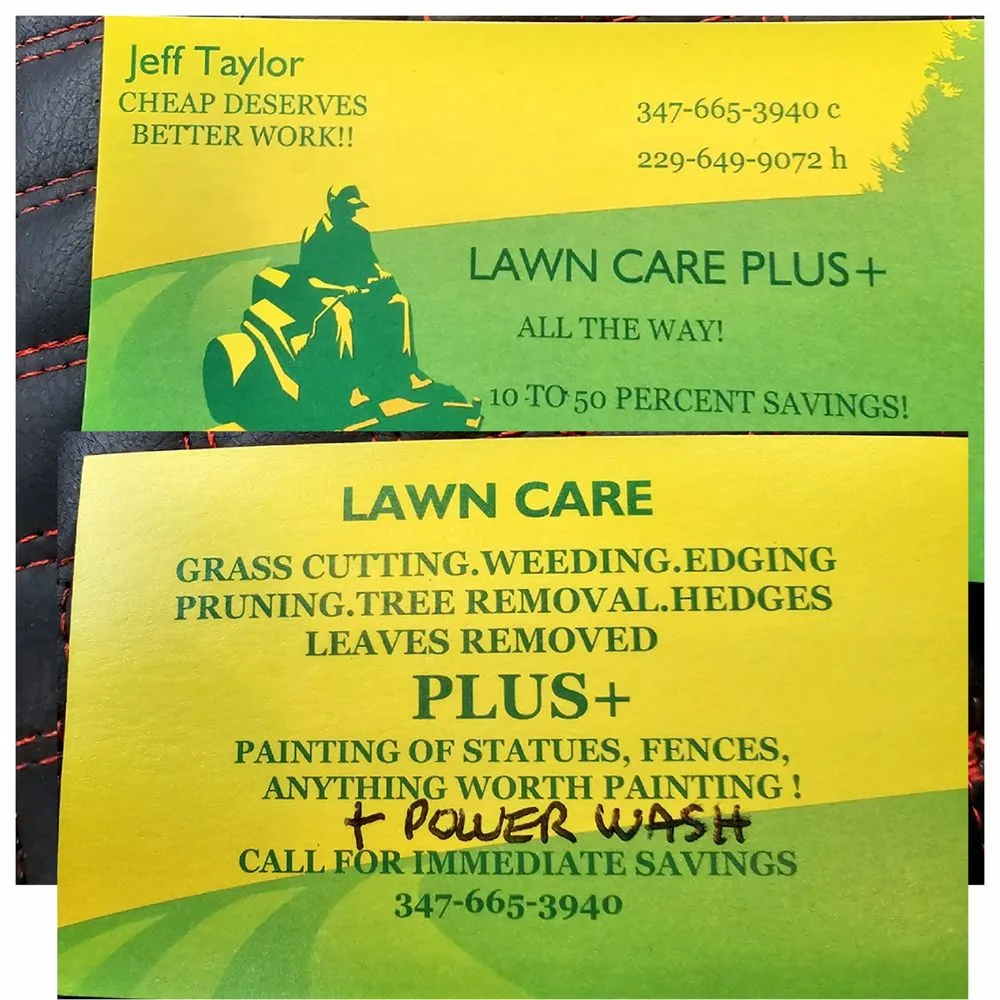 Jeff Taylor
CHEAP DESERVES
BETTER WORK!!
347-665-3940 c
229-649-9072 h
LAWN CARE PLUS+
ALL THE WAY!
10 TO 50 PERCENT SAVINGS!
LAWN CARE
GRASS CUTTING.WEEDING.EDGING
PRUNING.TREE REMOVAL.HEDGES
LEAVES REMOVED
PLUS+
PAINTING OF STATUES, FENCES,
ANYTHING WORTH PAINTING !
+ POWER WASH
CALL FOR IMMEDIATE SAVINGS
347-665-3940